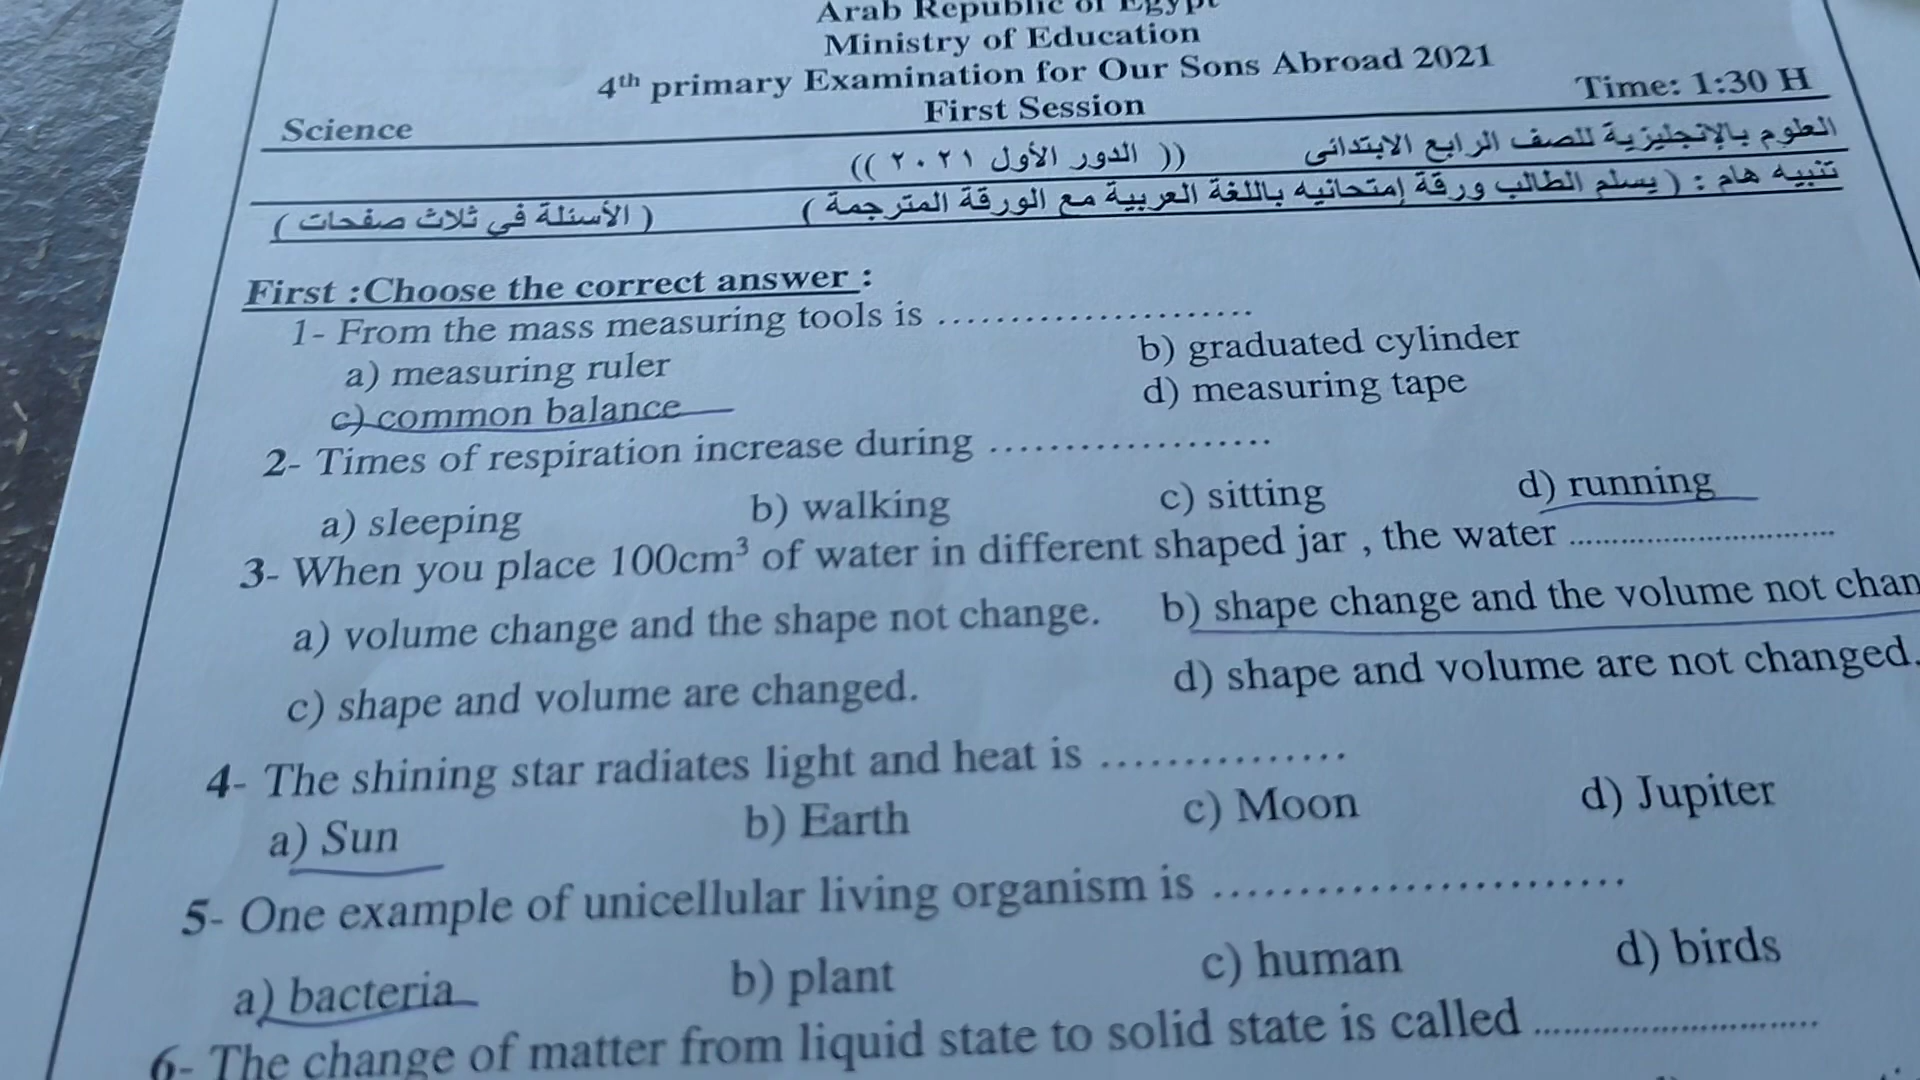 Arab Republic of Egypt
Ministry of Education
4th primary Examination for Our Sons Abroad 2021
First Session
Science
Time: 1:30 H
العلوم بالإنجليزية للصف الرابع الابتدائى (( الدور الأول ٢٠٢١ ))
تنبيه هام : ( يسلم الطالب ورقة إمتحانيه باللغة العربية مع الورقة المترجمة ) ( الأسئلة في ثلاث صفحات )
First :Choose the correct answer :
1- From the mass measuring tools is ......................
a) measuring ruler b) graduated cylinder
c) common balance d) measuring tape
2- Times of respiration increase during ....................
a) sleeping b) walking c) sitting d) running
3- When you place 100cm³ of water in different shaped jar , the water ..............................
a) volume change and the shape not change. b) shape change and the volume not chan
c) shape and volume are changed. d) shape and volume are not changed.
4- The shining star radiates light and heat is ...............
a) Sun b) Earth c) Moon d) Jupiter
5- One example of unicellular living organism is .........................
a) bacteria b) plant c) human d) birds
6- The change of matter from liquid state to solid state is called ..............................